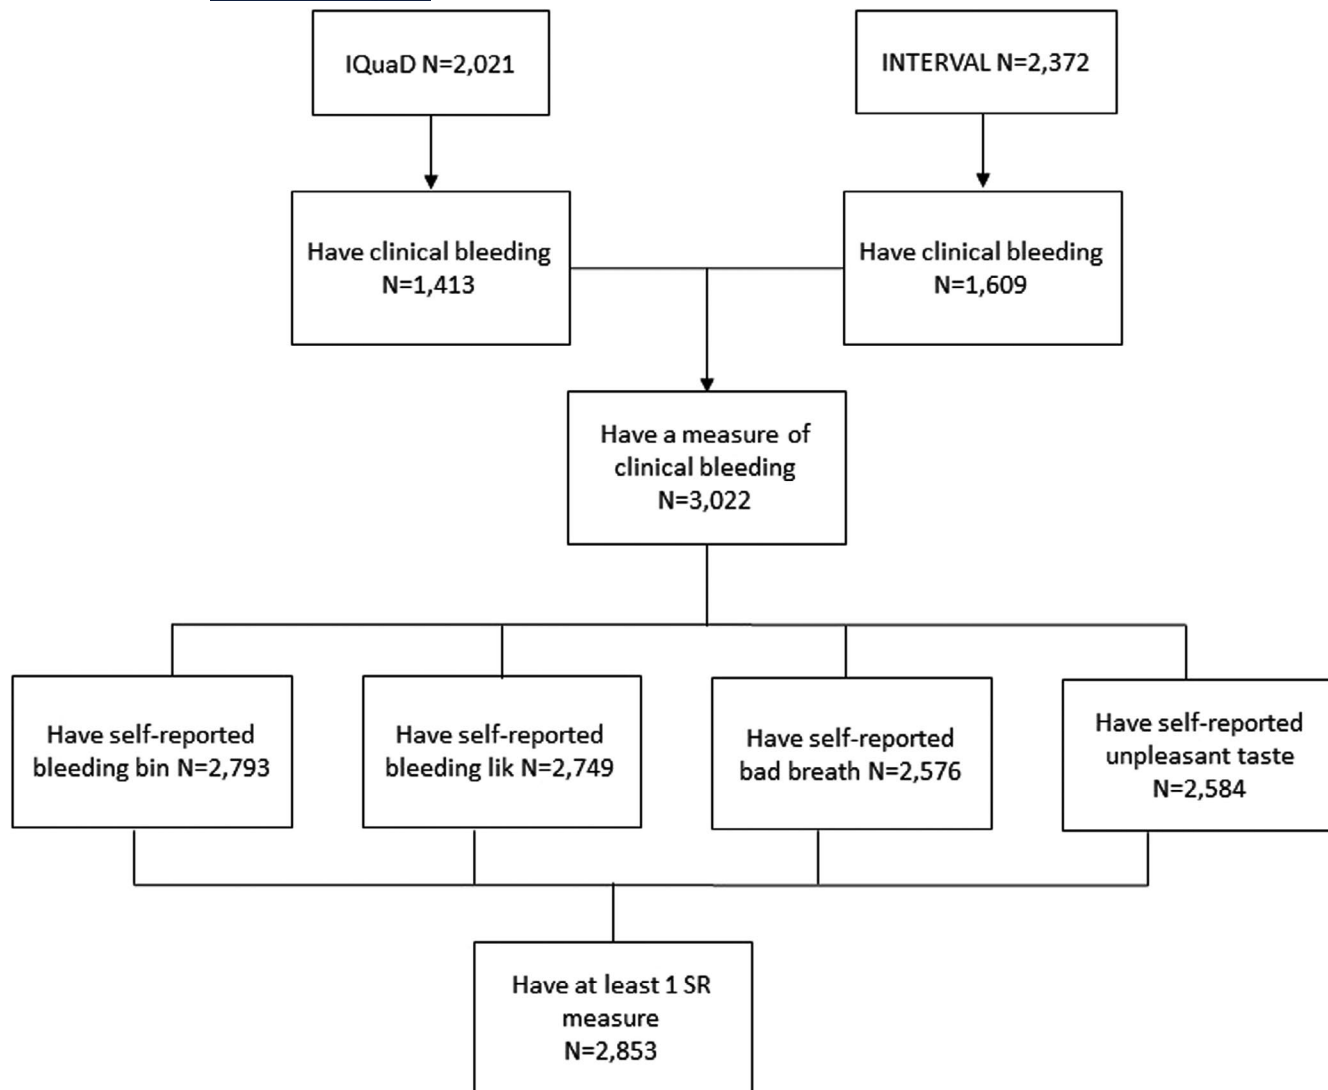 IQuaD N=2,021
INTERVAL N=2,372
Have clinical bleeding
N=1,413
Have clinical bleeding
N=1,609
Have a measure of
clinical bleeding
N=3,022
Have self-reported
bleeding bin N=2,793
Have self-reported
bleeding lik N=2,749
Have self-reported
bad breath N=2,576
Have self-reported
unpleasant taste
N=2,584
Have at least 1 SR
measure
N=2,853